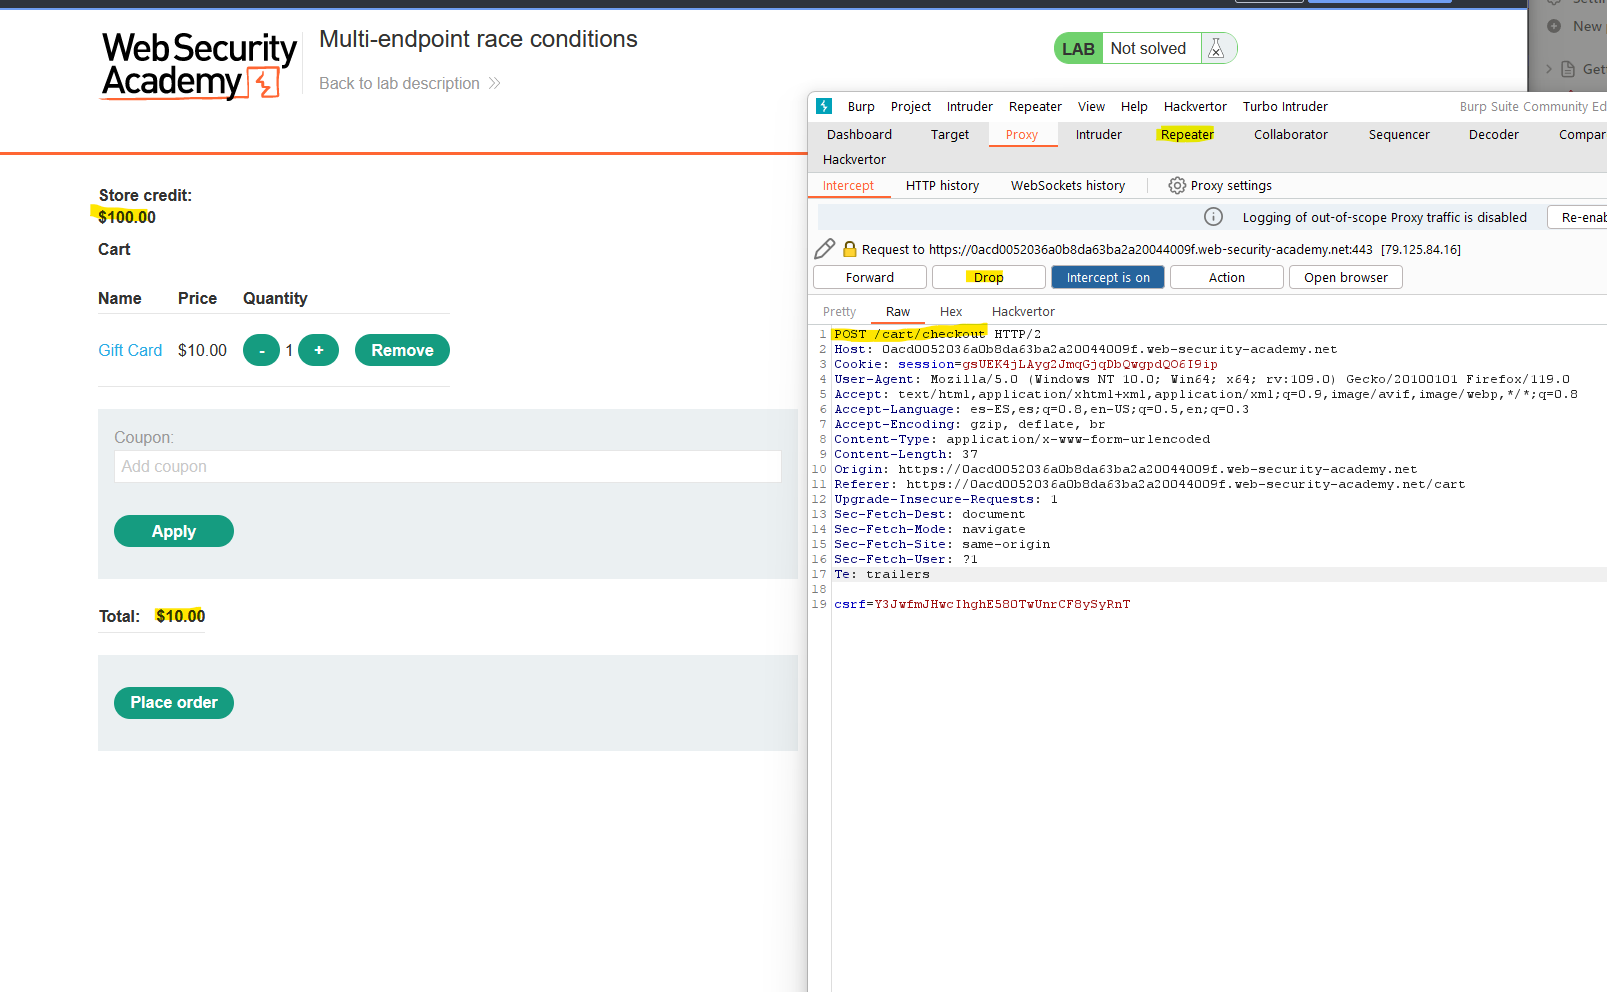 Web Security
Academy
Multi-endpoint race conditions
Back to lab description
LAB Not solved
New
Store credit:
$100.00
Cart
Name Price Quantity
Gift Card $10.00 - 1 + Remove
Coupon:
Add coupon
Apply
Total: $10.00
Place order
Burp Project Intruder Repeater View Help Hackvertor Turbo Intruder Burp Suite Community Ed
Dashboard Target Proxy Intruder Repeater Collaborator Sequencer Decoder Compar
Hackvertor
Intercept HTTP history WebSockets history Proxy settings
Logging of out-of-scope Proxy traffic is disabled Re-enab
Request to https://0acd0052036a0b8da63ba2a20044009f.web-security-academy.net:443 [79.125.84.16]
Forward Drop Intercept is on Action Open browser
Pretty Raw Hex Hackvertor
1 POST /cart/checkout HTTP/2
2 Host: 0acd0052036a0b8da63ba2a20044009f.web-security-academy.net
3 Cookie: session=gsUEK4jLAyg2JmqGjqDbQwgpdQO6I9ip
4 User-Agent: Mozilla/5.0 (Windows NT 10.0; Win64; x64; rv:109.0) Gecko/20100101 Firefox/119.0
5 Accept: text/html,application/xhtml+xml,application/xml;q=0.9,image/avif,image/webp,*/*;q=0.8
6 Accept-Language: es-ES,es;q=0.8,en-US;q=0.5,en;q=0.3
7 Accept-Encoding: gzip, deflate, br
8 Content-Type: application/x-www-form-urlencoded
9 Content-Length: 37
10 Origin: https://0acd0052036a0b8da63ba2a20044009f.web-security-academy.net
11 Referer: https://0acd0052036a0b8da63ba2a20044009f.web-security-academy.net/cart
12 Upgrade-Insecure-Requests: 1
13 Sec-Fetch-Dest: document
14 Sec-Fetch-Mode: navigate
15 Sec-Fetch-Site: same-origin
16 Sec-Fetch-User: ?1
17 Te: trailers
18
19 csrf=Y3JwfmJHwcIhghE580TwUnrCF8ySyRnT